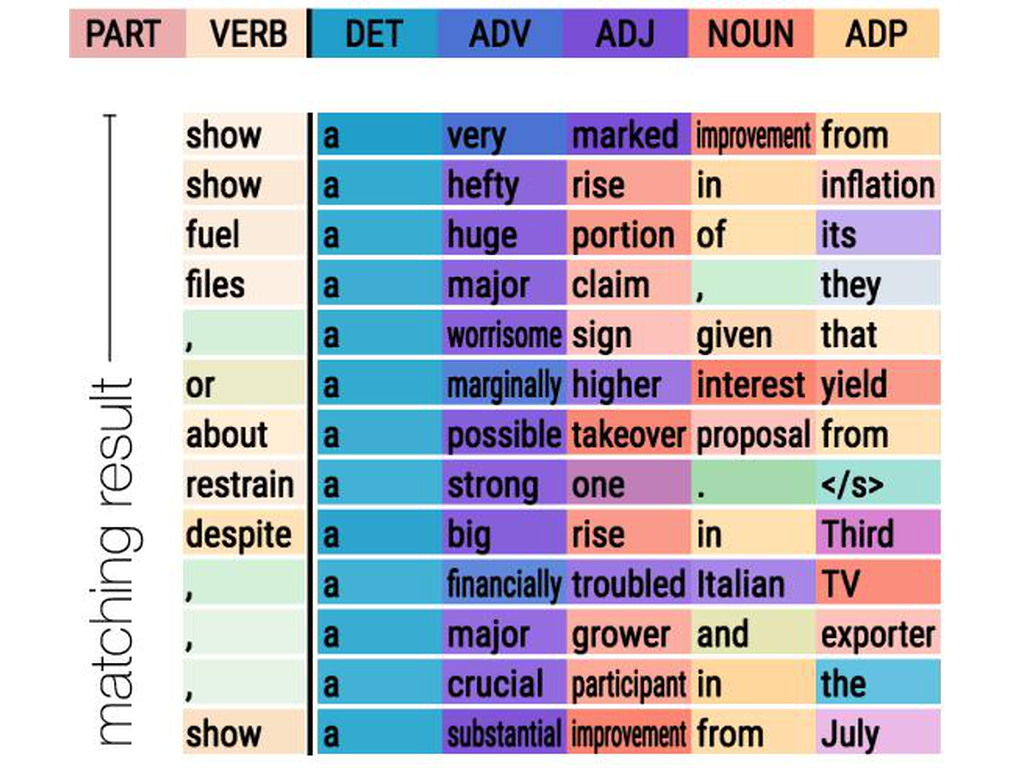 PART VERB DET ADV ADJ NOUN ADP
show a very marked improvement from
show a hefty rise in inflation
fuel a huge portion of its
files a major claim , they
, a worrisome sign given that
or a marginally higher interest yield
about a possible takeover proposal from
restrain a strong one . </s>
despite a big rise in Third
, a financially troubled Italian TV
, a major grower and exporter
, a crucial participant in the
show a substantial improvement from July
matching result